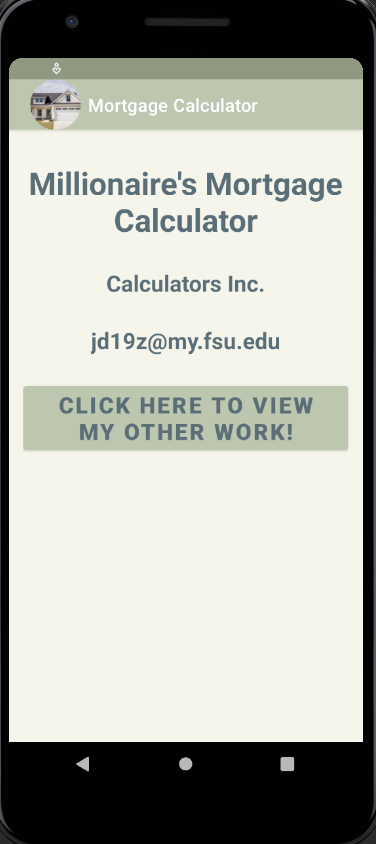 Mortgage Calculator
Millionaire's Mortgage
Calculator
Calculators Inc.
jd19z@my.fsu.edu
CLICK HERE TO VIEW
MY OTHER WORK!